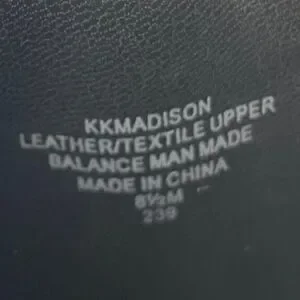 KKMADISON
LEATHER/TEXTILE UPPER
BALANCE MAN MADE
MADE IN CHINA
8½M
239